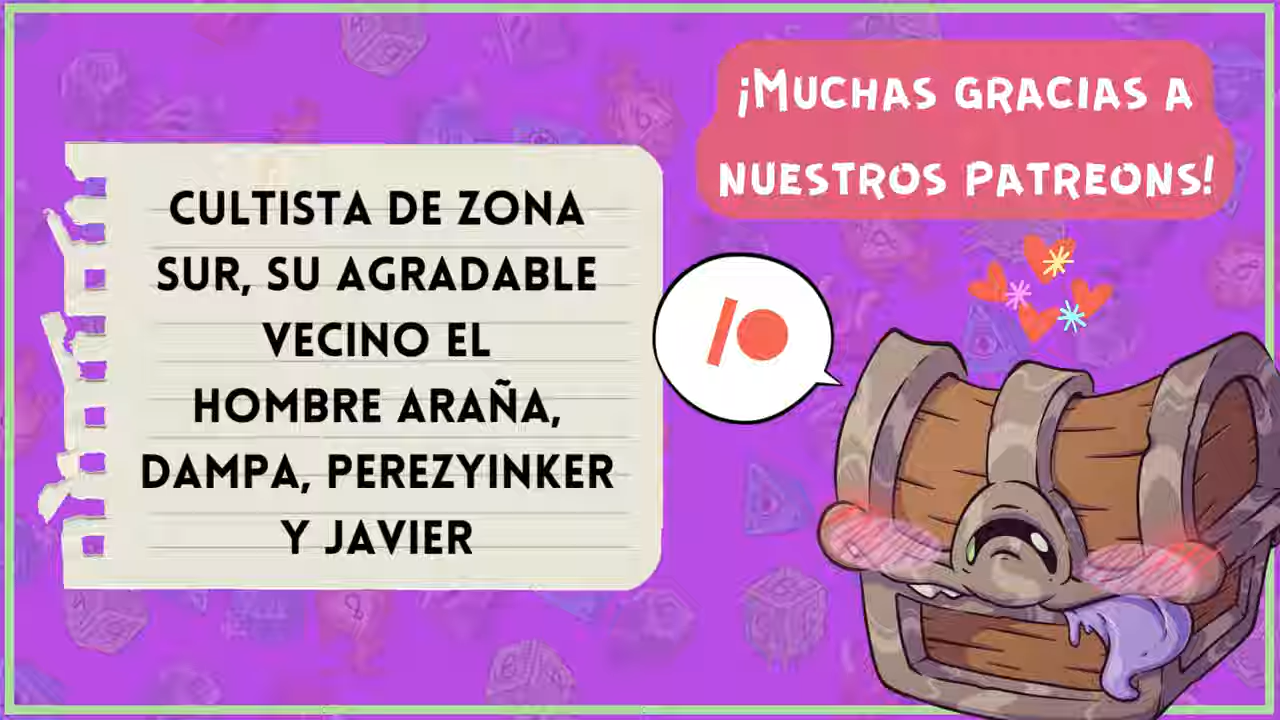 ¡MUCHAS GRACIAS A
NUESTROS PATREONS!
CULTISTA DE ZONA
SUR, SU AGRADABLE
VECINO EL
HOMBRE ARAÑA,
DAMPA, PEREZYINKER
Y JAVIER